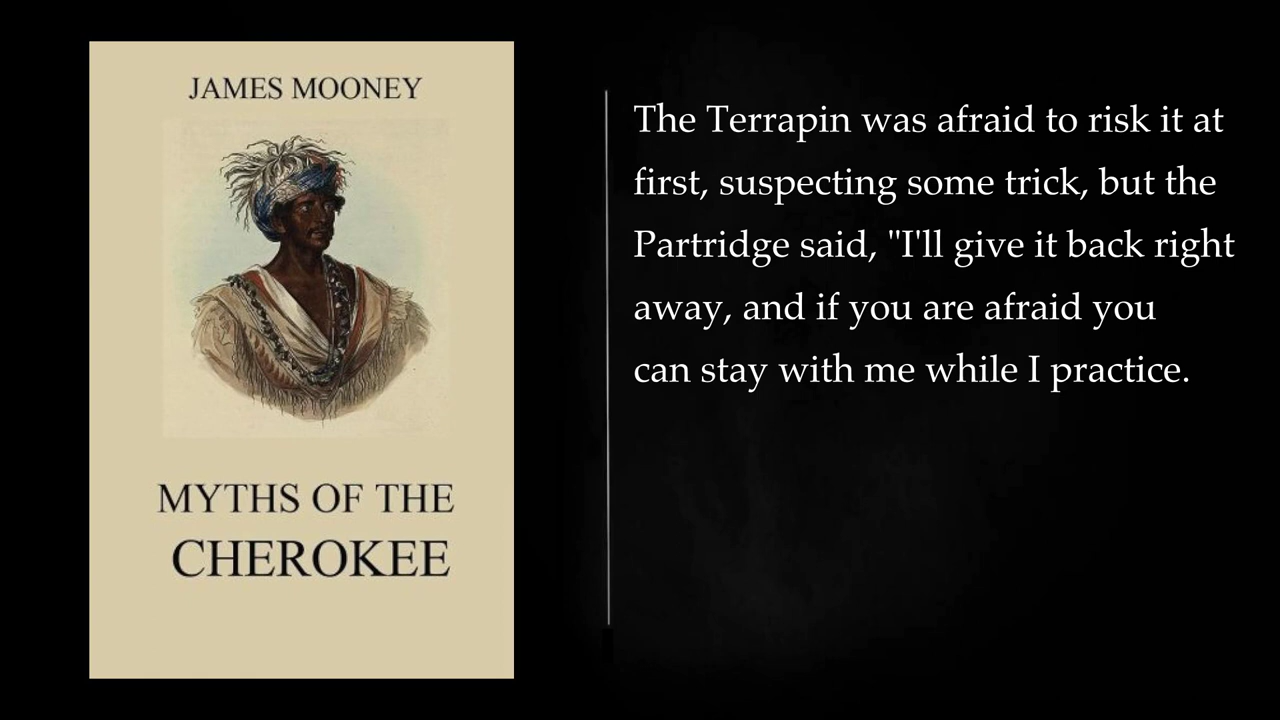 JAMES MOONEY
MYTHS OF THE
CHEROKEE
The Terrapin was afraid to risk it at
first, suspecting some trick, but the
Partridge said, "I'll give it back right
away, and if you are afraid you
can stay with me while I practice.